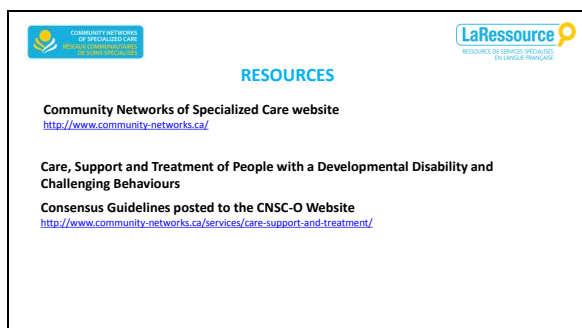 COMMUNITY NETWORKS
OF SPECIALIZED CARE
RÉSEAUX COMMUNAUTAIRES
DE SOINS SPÉCIALISÉS
LaRessource
RESSOURCE DE SERVICES SPÉCIALISÉS
EN LANGUE FRANÇAISE
RESOURCES
Community Networks of Specialized Care website
http://www.community-networks.ca/
Care, Support and Treatment of People with a Developmental Disability and
Challenging Behaviours
Consensus Guidelines posted to the CNSC-O Website
http://www.community-networks.ca/services/care-support-and-treatment/